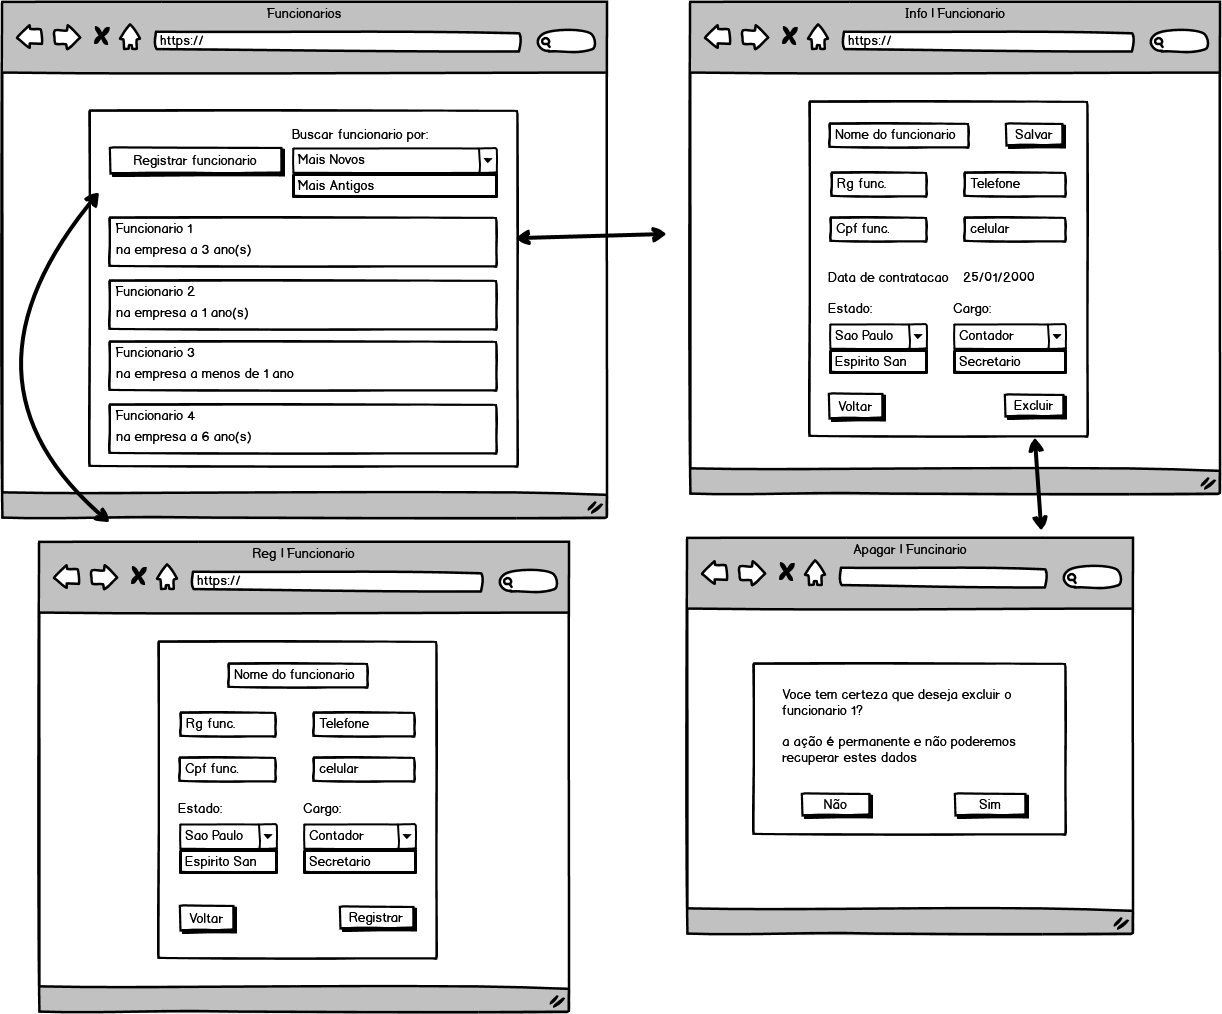 Funcionarios
https://
Buscar funcionario por:
Registrar funcionario
Mais Novos
Mais Antigos
Funcionario 1
na empresa a 3 ano(s)
Funcionario 2
na empresa a 1 ano(s)
Funcionario 3
na empresa a menos de 1 ano
Funcionario 4
na empresa a 6 ano(s)
Info | Funcionario
https://
Nome do funcionario
Salvar
Rg func.
Telefone
Cpf func.
celular
Data de contratacao 25/01/2000
Estado:
Cargo:
Sao Paulo
Contador
Espirito San
Secretario
Voltar
Excluir
Reg | Funcionario
https://
Nome do funcionario
Rg func.
Telefone
Cpf func.
celular
Estado:
Cargo:
Sao Paulo
Contador
Espirito San
Secretario
Voltar
Registrar
Apagar | Funcinario
Voce tem certeza que deseja excluir o
funcionario 1?
a ação é permanente e não poderemos
recuperar estes dados
Não
Sim